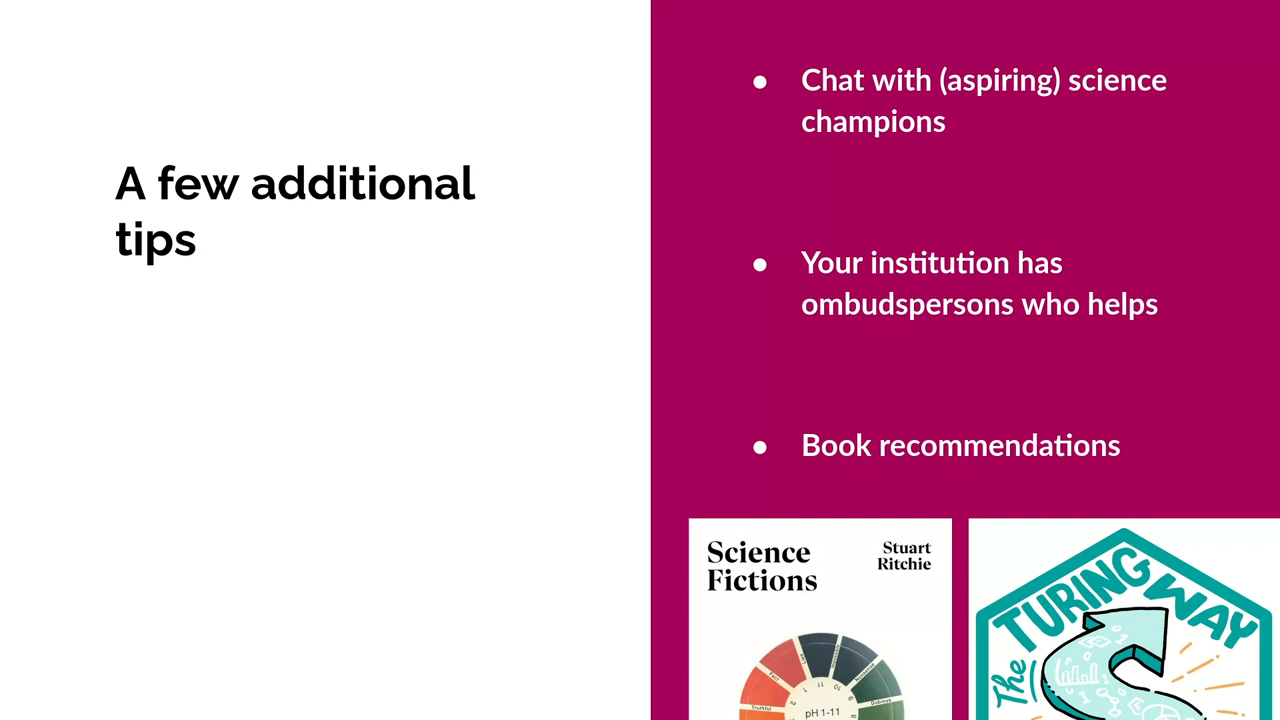 A few additional
tips
● Chat with (aspiring) science
champions
● Your institution has
ombudspersons who helps
● Book recommendations
Science
Fictions
Stuart
Ritchie
pH 1-11
Truthful
The TURING WAY